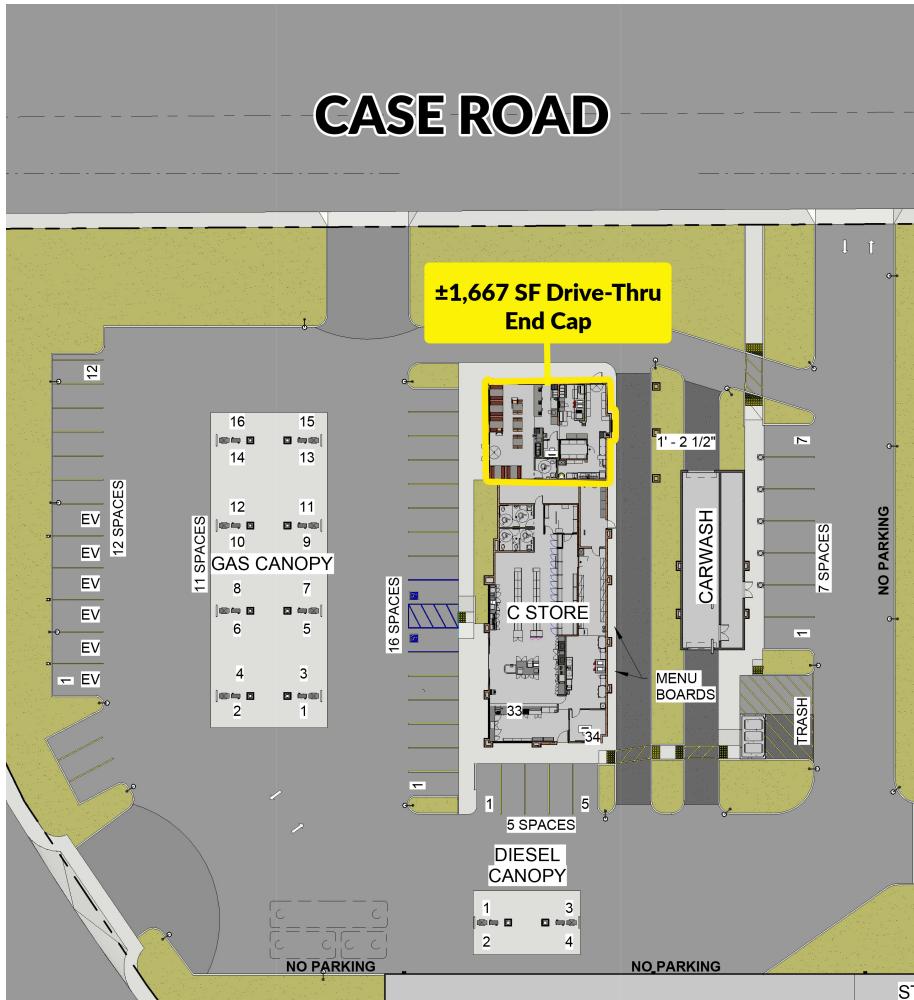 CASE ROAD
±1,667 SF Drive-Thru
End Cap
12
16
15
14
13
1' - 2 1/2"
7
12 SPACES
EV
12
11
11 SPACES
10
9
CARWASH
7 SPACES
NO PARKING
EV
GAS CANOPY
EV
8
7
16 SPACES
C STORE
EV
6
5
1
EV
4
3
MENU
BOARDS
1
EV
2
1
33
34
TRASH
1
1
5
5 SPACES
DIESEL
CANOPY
1
3
2
4
NO PARKING
NO PARKING